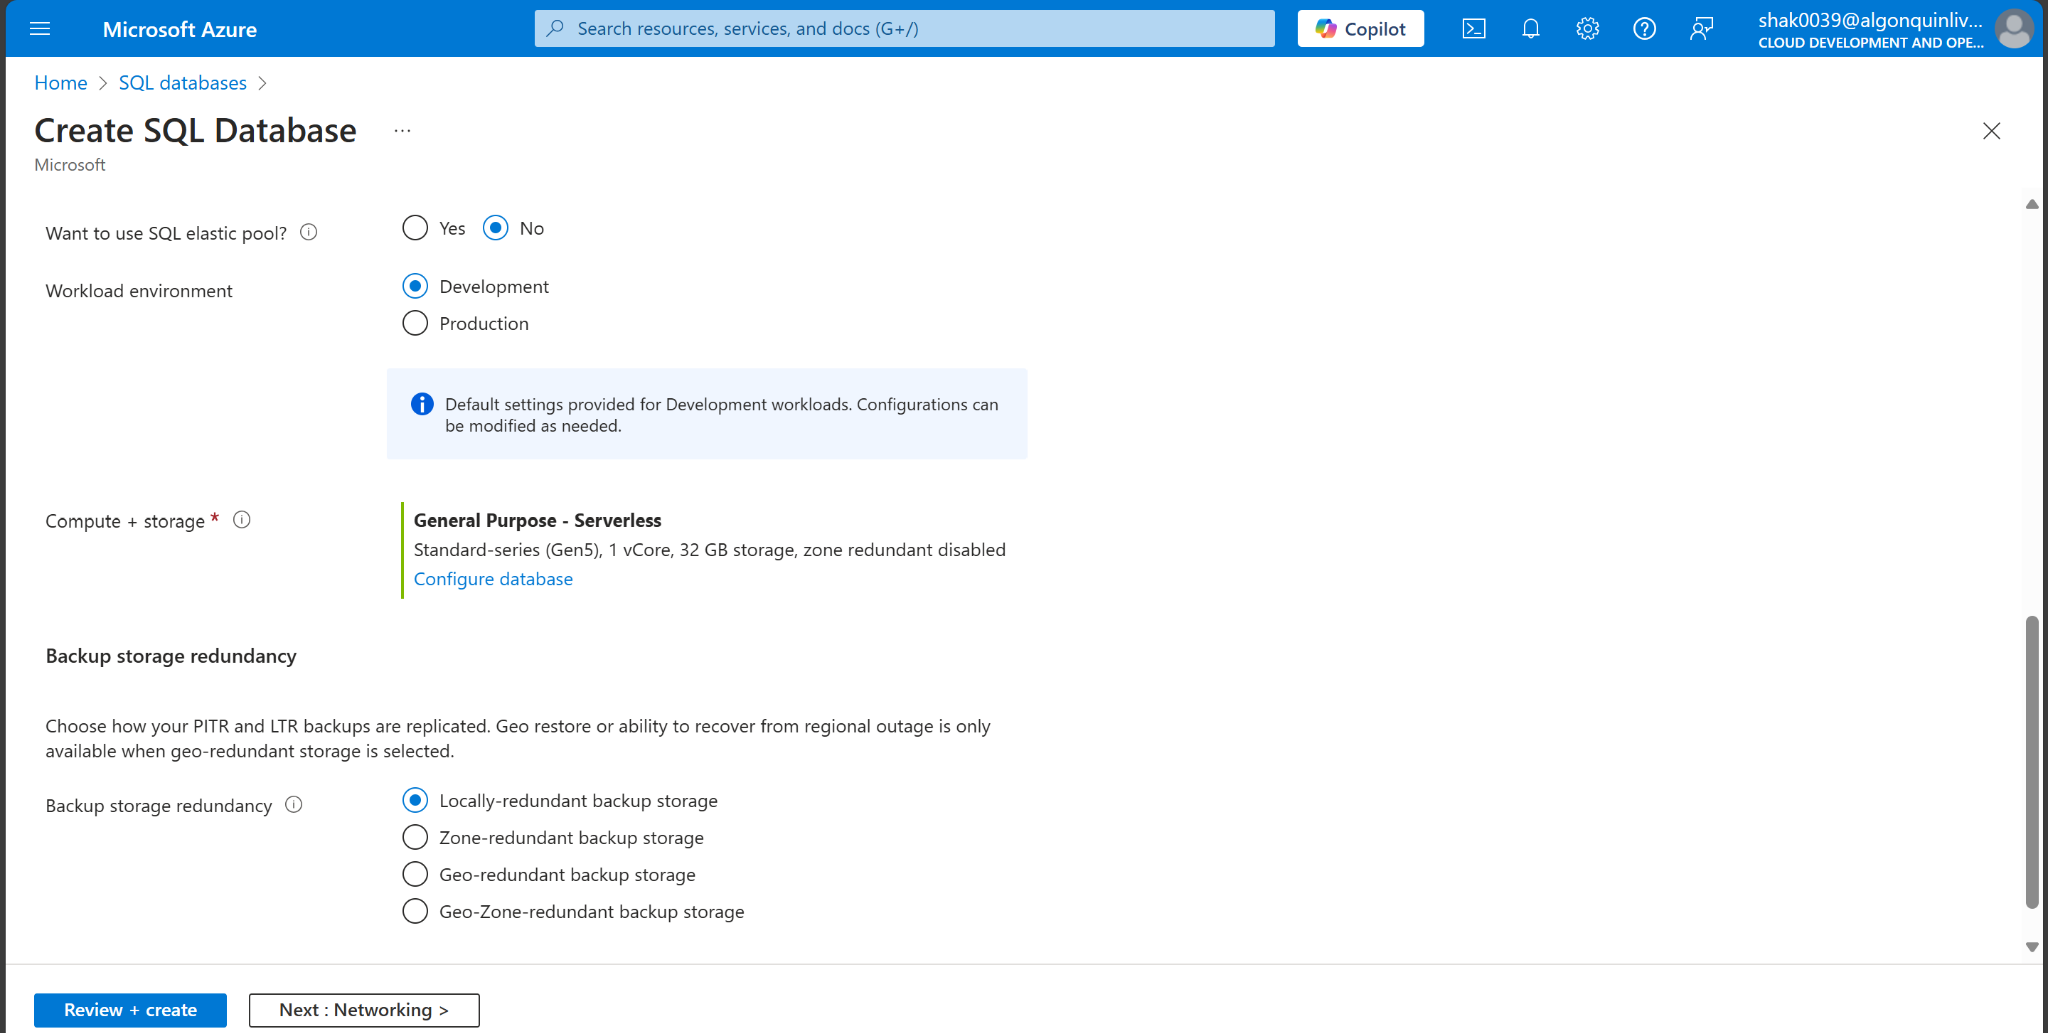 Microsoft Azure
Search resources, services, and docs (G+/)
Copilot
shak0039@algonquinliv...
CLOUD DEVELOPMENT AND OPE...
Home > SQL databases >
Create SQL Database ...
Microsoft
Want to use SQL elastic pool?
Yes No
Workload environment
Development
Production
Default settings provided for Development workloads. Configurations can
be modified as needed.
Compute + storage *
General Purpose - Serverless
Standard-series (Gen5), 1 vCore, 32 GB storage, zone redundant disabled
Configure database
Backup storage redundancy
Choose how your PITR and LTR backups are replicated. Geo restore or ability to recover from regional outage is only
available when geo-redundant storage is selected.
Backup storage redundancy
Locally-redundant backup storage
Zone-redundant backup storage
Geo-redundant backup storage
Geo-Zone-redundant backup storage
Review + create
Next : Networking >